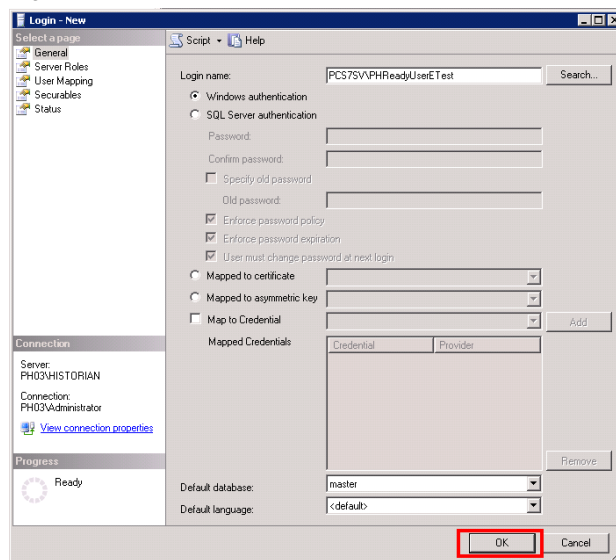 Login - New
Select a page
General
Server Roles
User Mapping
Securables
Status
Script
Help
Login name:
PCS7SV\PHReadyUserETest
Search...
Windows authentication
SQL Server authentication
Password:
Confirm password:
Specify old password
Old password:
Enforce password policy
Enforce password expiration
User must change password at next login
Mapped to certificate
Mapped to asymmetric key
Map to Credential
Add
Mapped Credentials
Credential
Provider
Remove
Default database:
master
Default language:
<default>
Connection
Server:
PH03\HISTORIAN
Connection:
PH03\Administrator
View connection properties
Progress
Ready
OK
Cancel